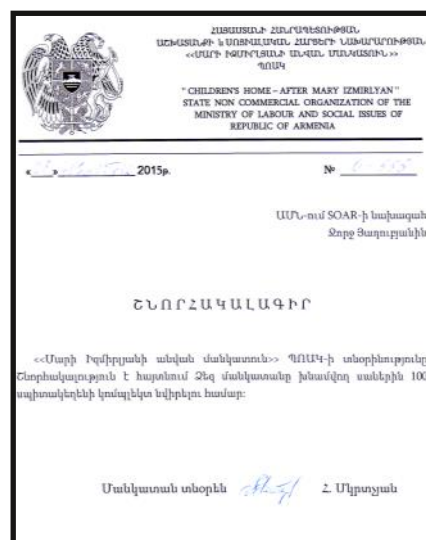 ՀԱՅԱՍՏԱՆԻ ՀԱՆՐԱՊԵՏՈՒԹՅԱՆ
ԱՇԽԱՏԱՆՔԻ և ՍՈՑԻԱԼԱԿԱՆ ՀԱՐՑԵՐԻ ՆԱԽԱՐԱՐՈՒԹՅԱՆ
<<ՄԱՐԻ ԻԶՄԻՐԼՅԱՆԻ ԱՆՎԱՆ ՄԱՆԿԱՏՈՒՆ>>
ՊՈԱԿ
"CHILDREN'S HOME – AFTER MARY IZMIRLYAN"
STATE NON COMMERCIAL ORGANIZATION OF THE
MINISTRY OF LABOUR AND SOCIAL ISSUES OF
REPUBLIC OF ARMENIA
2015թ.
№
ԱՄՆ-ում SOAR-ի նախագահ
Ջորջ Յաղուբյանին
ՇՆՈՐՀԱԿԱԼԱԳԻՐ
<<Մարի Իզմիրլյանի անվան մանկատուն>> ՊՈԱԿ-ի տնօրինությունը
Շնորհակալություն է հայտնում Ձեզ մանկատանը խնամվող սաներին 100
սպիտակեղենի կոմպլեկտ նվիրելու համար:
Մանկատան տնօրեն Հ. Մկրտչյան